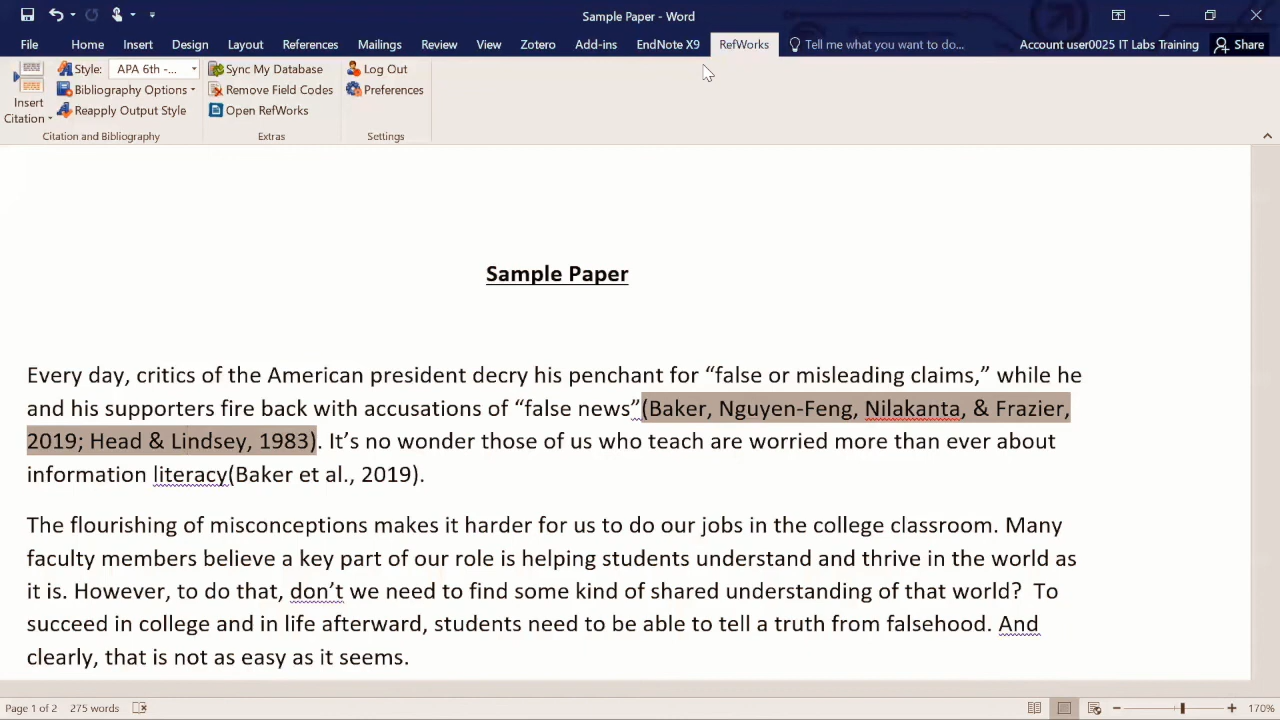 Sample Paper - Word
File Home Insert Design Layout References Mailings Review View Zotero Add-ins EndNote X9 RefWorks Tell me what you want to do... Account user0025 IT Labs Training Share
Style: APA 6th -... Sync My Database Log Out
Insert Bibliography Options Remove Field Codes Preferences
Citation Reapply Output Style Open RefWorks
Citation and Bibliography Extras Settings
Sample Paper
Every day, critics of the American president decry his penchant for “false or misleading claims,” while he
and his supporters fire back with accusations of “false news”(Baker, Nguyen-Feng, Nilakanta, & Frazier,
2019; Head & Lindsey, 1983). It’s no wonder those of us who teach are worried more than ever about
information literacy(Baker et al., 2019).
The flourishing of misconceptions makes it harder for us to do our jobs in the college classroom. Many
faculty members believe a key part of our role is helping students understand and thrive in the world as
it is. However, to do that, don’t we need to find some kind of shared understanding of that world? To
succeed in college and in life afterward, students need to be able to tell a truth from falsehood. And
clearly, that is not as easy as it seems.
Page 1 of 2 275 words 170%